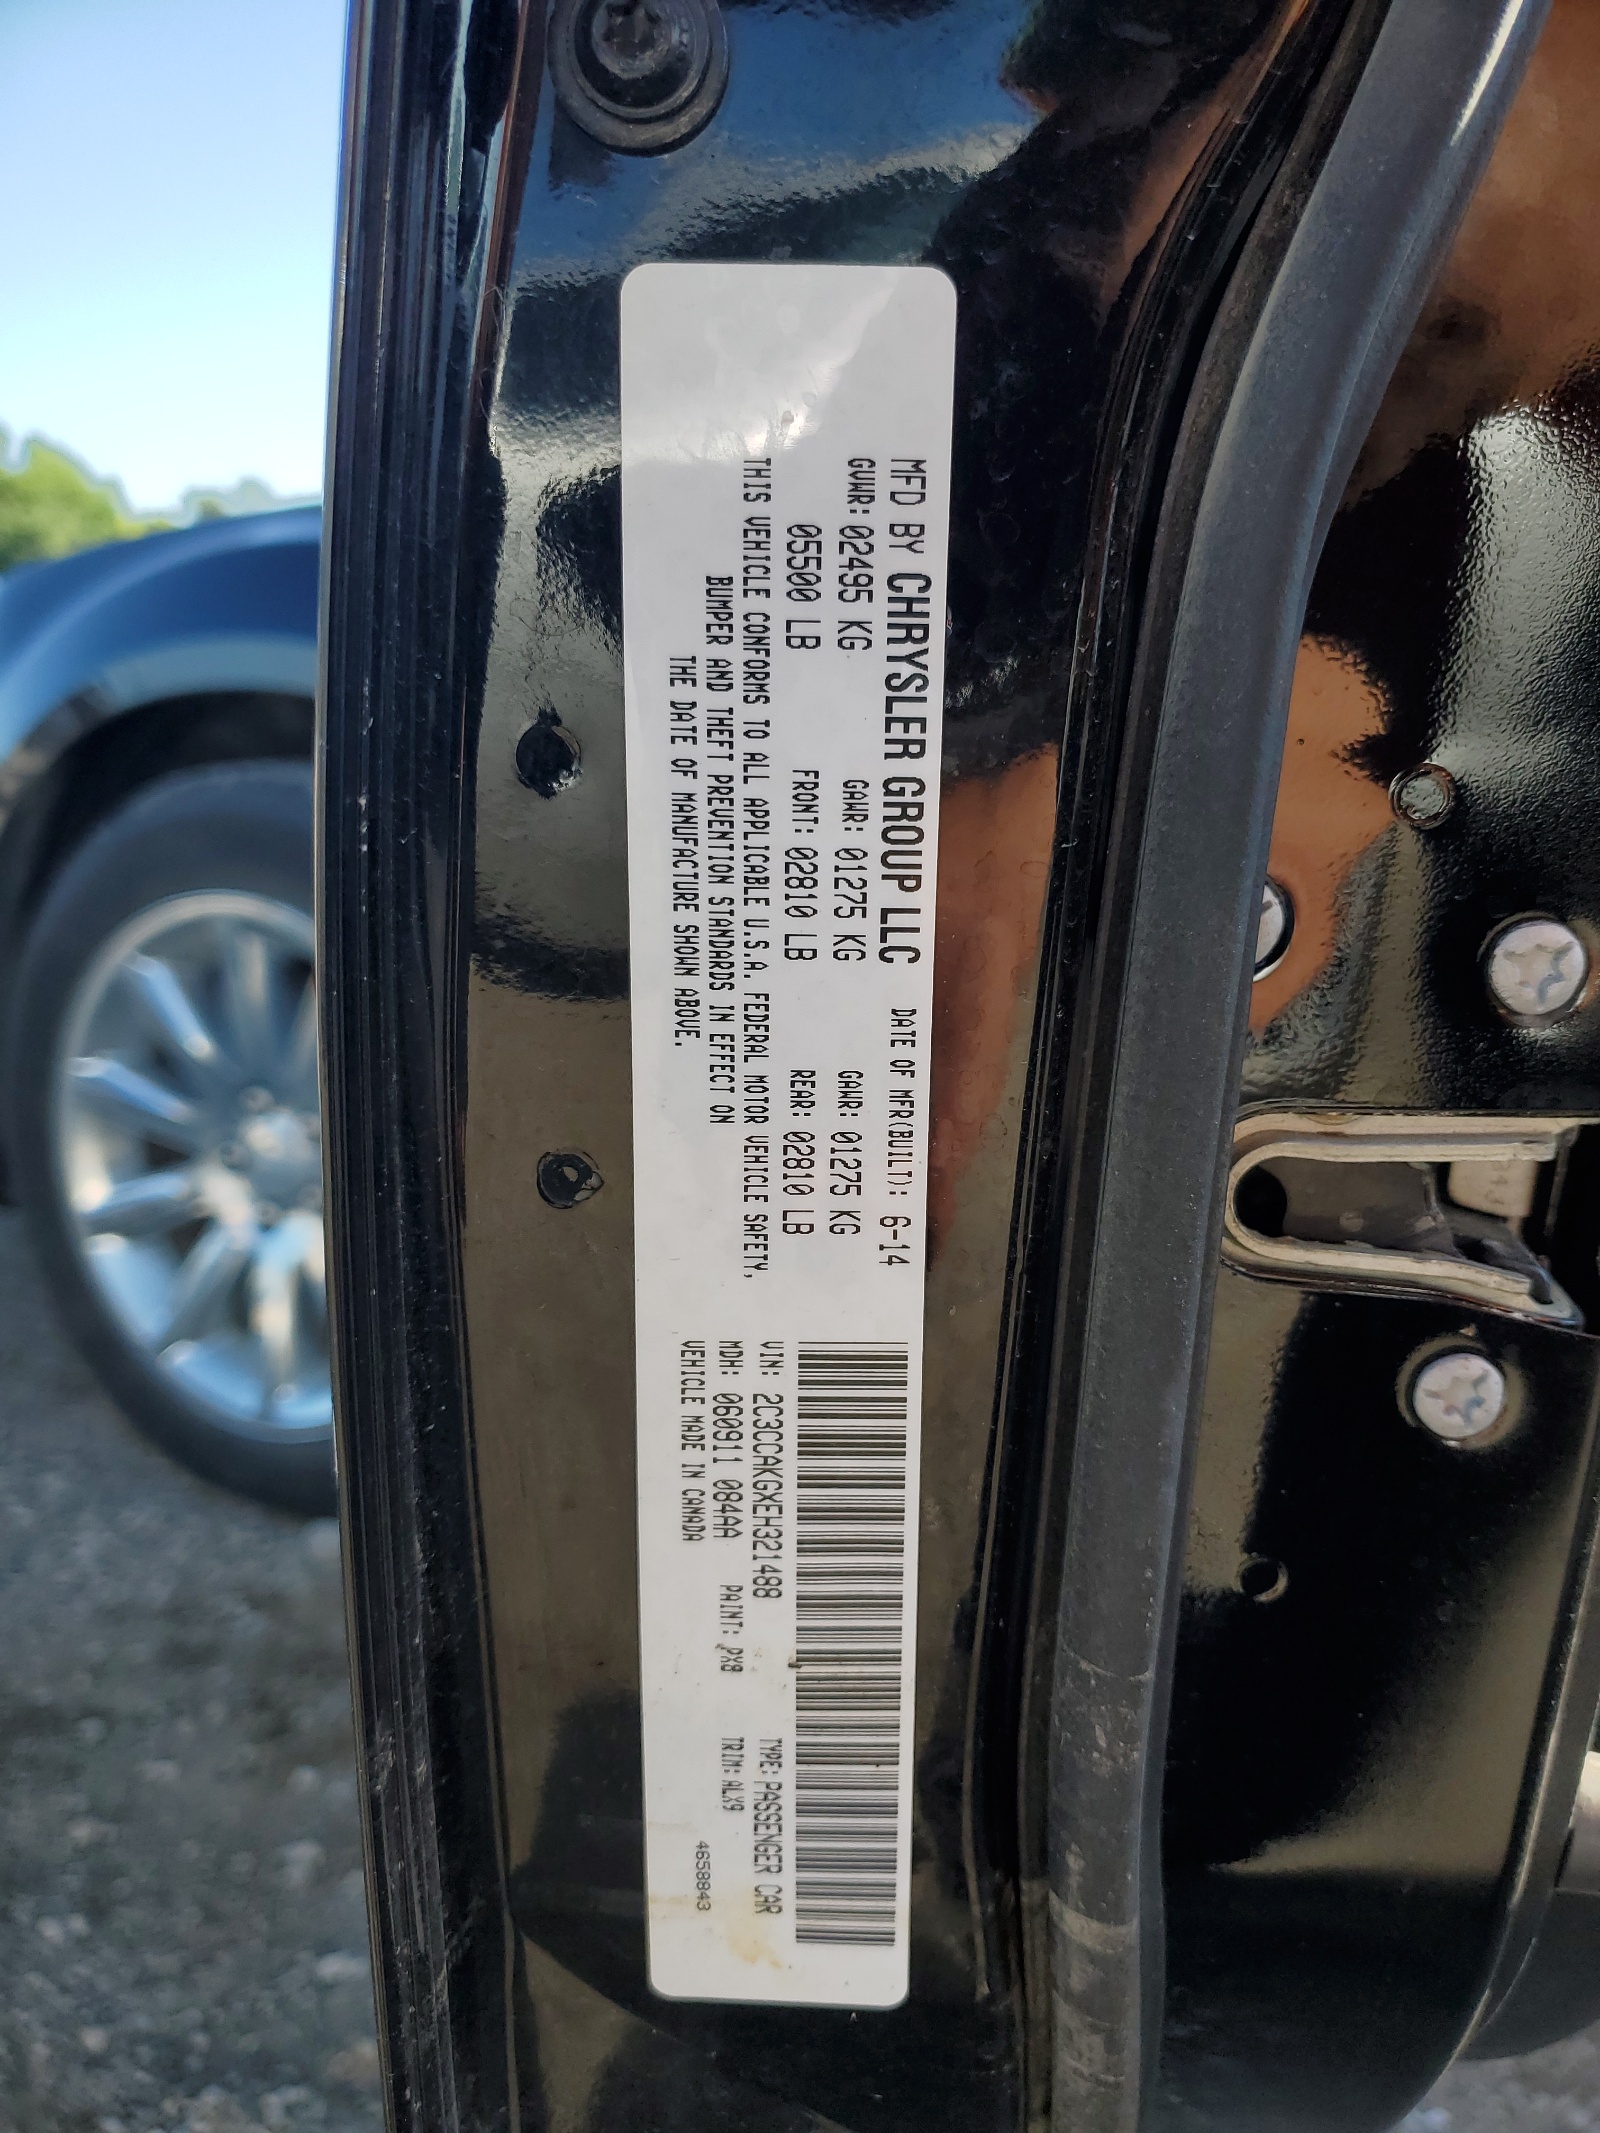 MFD BY CHRYSLER GROUP LLC DATE OF MFR(BUILT): 6-14
GVWR: 02495 KG GAWR: 01275 KG GAWR: 01275 KG
05500 LB FRONT: 02810 LB REAR: 02810 LB
THIS VEHICLE CONFORMS TO ALL APPLICABLE U.S.A. FEDERAL MOTOR VEHICLE SAFETY,
BUMPER AND THEFT PREVENTION STANDARDS IN EFFECT ON
THE DATE OF MANUFACTURE SHOWN ABOVE.
VIN: 2C3CCAKGXEH321488 TYPE: PASSENGER CAR
MDH: 060911 084AA PAINT: PX8 TRIM: ALX9
VEHICLE MADE IN CANADA
4658843